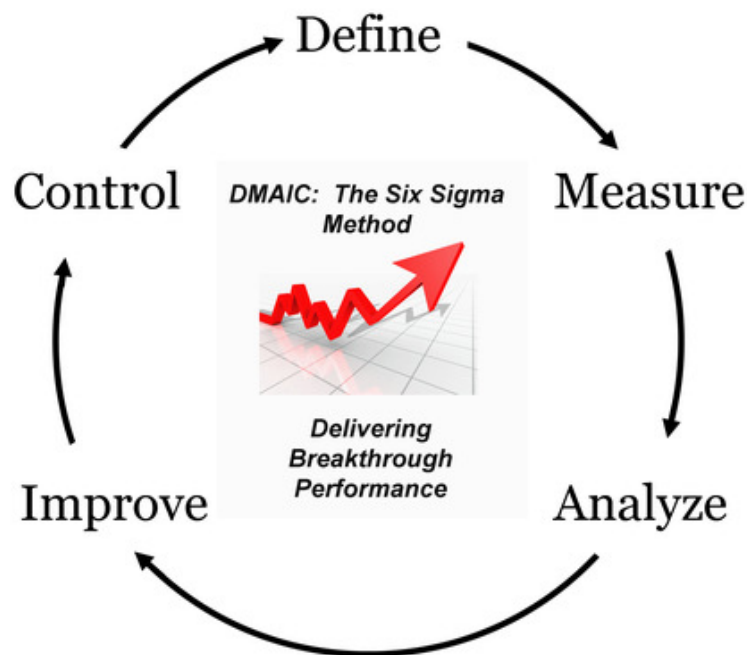 Define
Control
DMAIC:  The Six Sigma
Method
Measure
Delivering
Breakthrough
Performance
Improve
Analyze